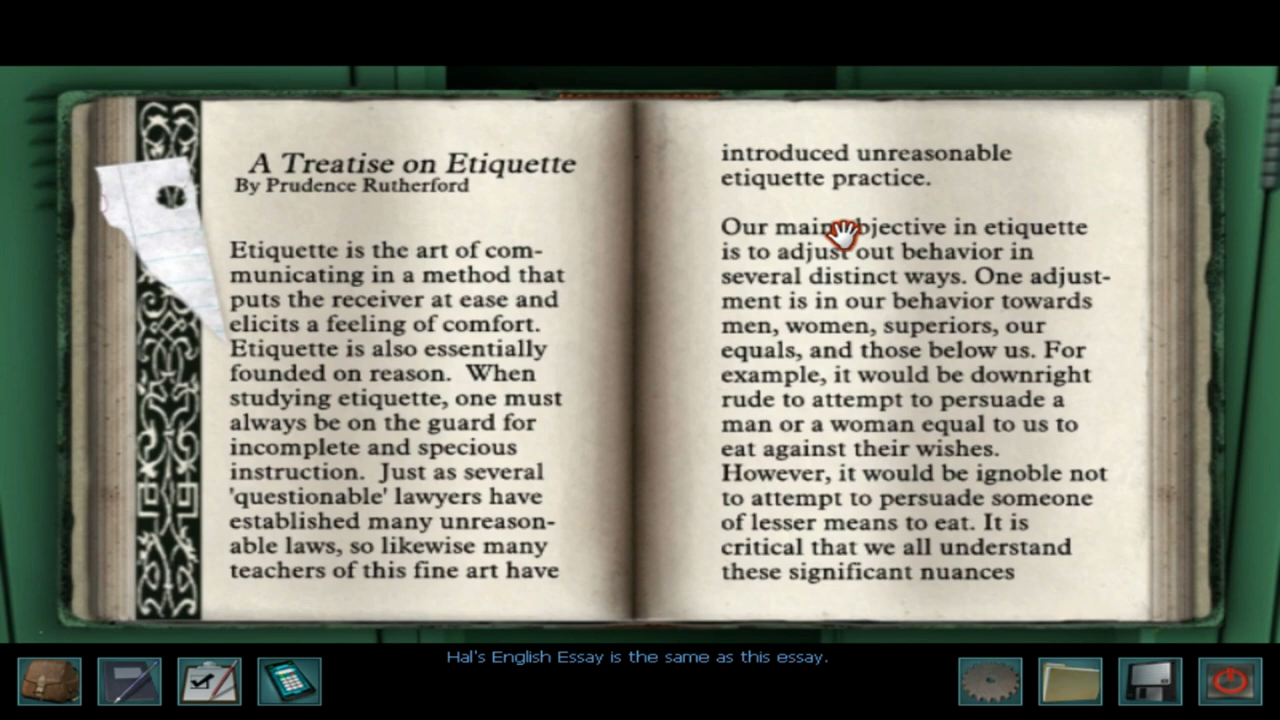 A Treatise on Etiquette
By Prudence Rutherford
Etiquette is the art of com-
municating in a method that
puts the receiver at ease and
elicits a feeling of comfort.
Etiquette is also essentially
founded on reason. When
studying etiquette, one must
always be on the guard for
incomplete and specious
instruction. Just as several
'questionable' lawyers have
established many unreason-
able laws, so likewise many
teachers of this fine art have
introduced unreasonable
etiquette practice.
Our main objective in etiquette
is to adjust out behavior in
several distinct ways. One adjust-
ment is in our behavior towards
men, women, superiors, our
equals, and those below us. For
example, it would be downright
rude to attempt to persuade a
man or a woman equal to us to
eat against their wishes.
However, it would be ignoble not
to attempt to persuade someone
of lesser means to eat. It is
critical that we all understand
these significant nuances
Hal's English Essay is the same as this essay.